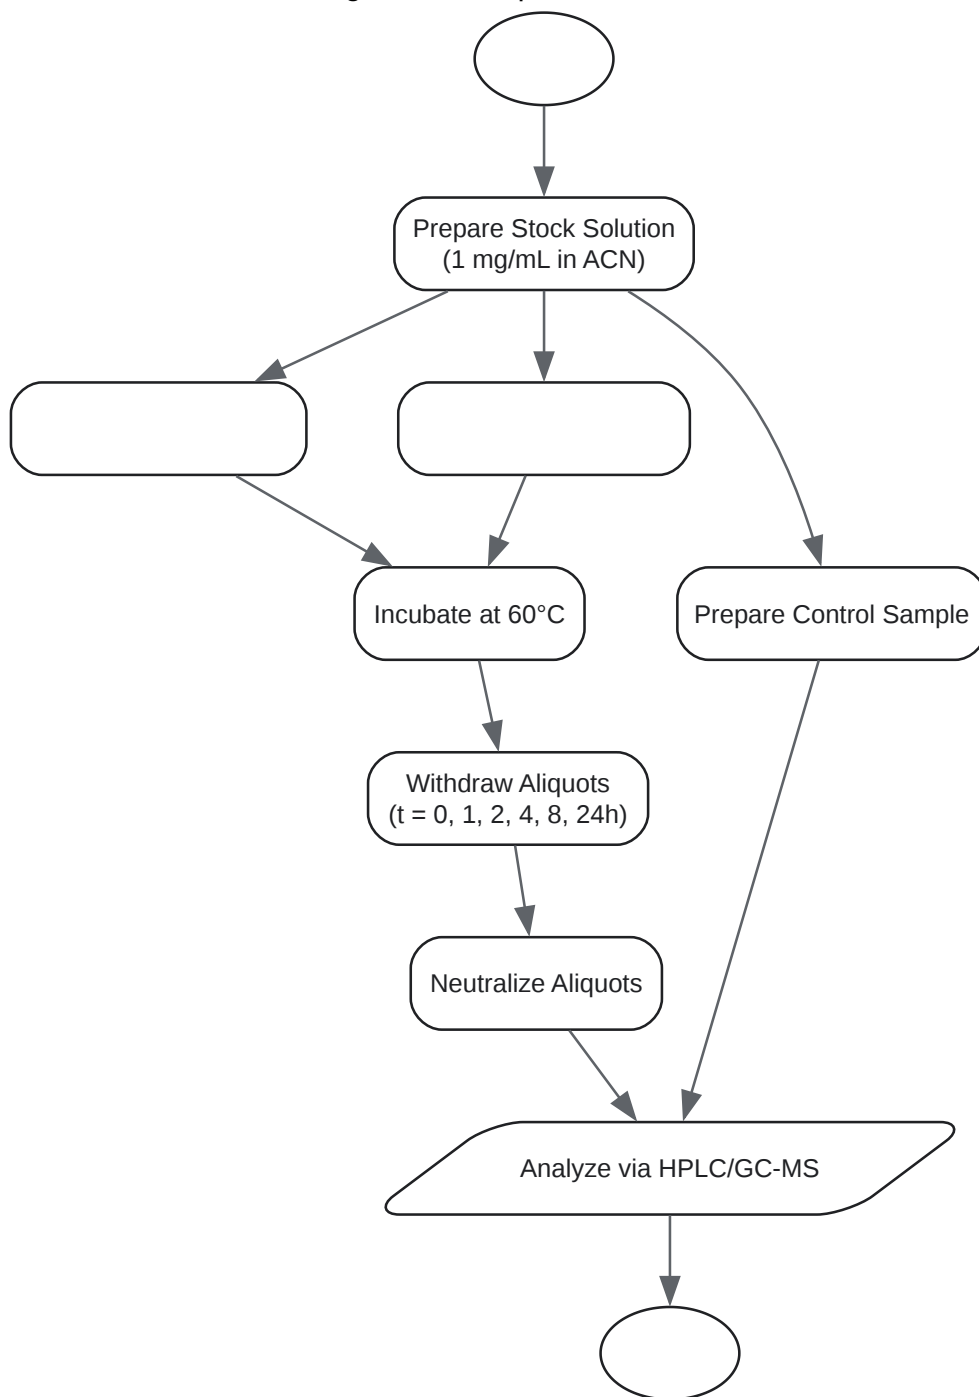 Prepare Stock Solution
(1 mg/mL in ACN)
Incubate at 60°C
Prepare Control Sample
Withdraw Aliquots
(t = 0, 1, 2, 4, 8, 24h)
Neutralize Aliquots
Analyze via HPLC/GC-MS